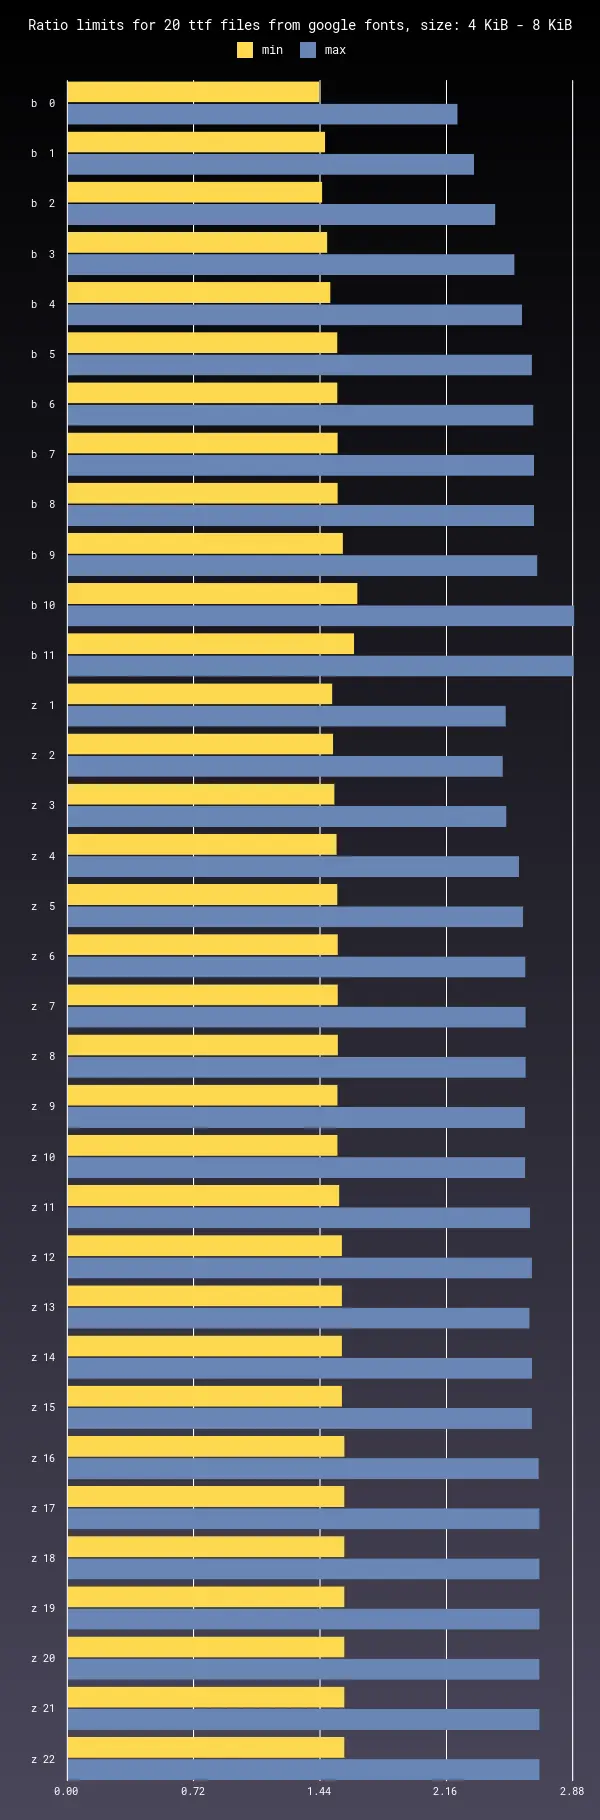 Ratio limits for 20 ttf files from google fonts, size: 4 KiB - 8 KiB
min max
b 0
b 1
b 2
b 3
b 4
b 5
b 6
b 7
b 8
b 9
b 10
b 11
z 1
z 2
z 3
z 4
z 5
z 6
z 7
z 8
z 9
z 10
z 11
z 12
z 13
z 14
z 15
z 16
z 17
z 18
z 19
z 20
z 21
z 22
0.00 0.72 1.44 2.16 2.88